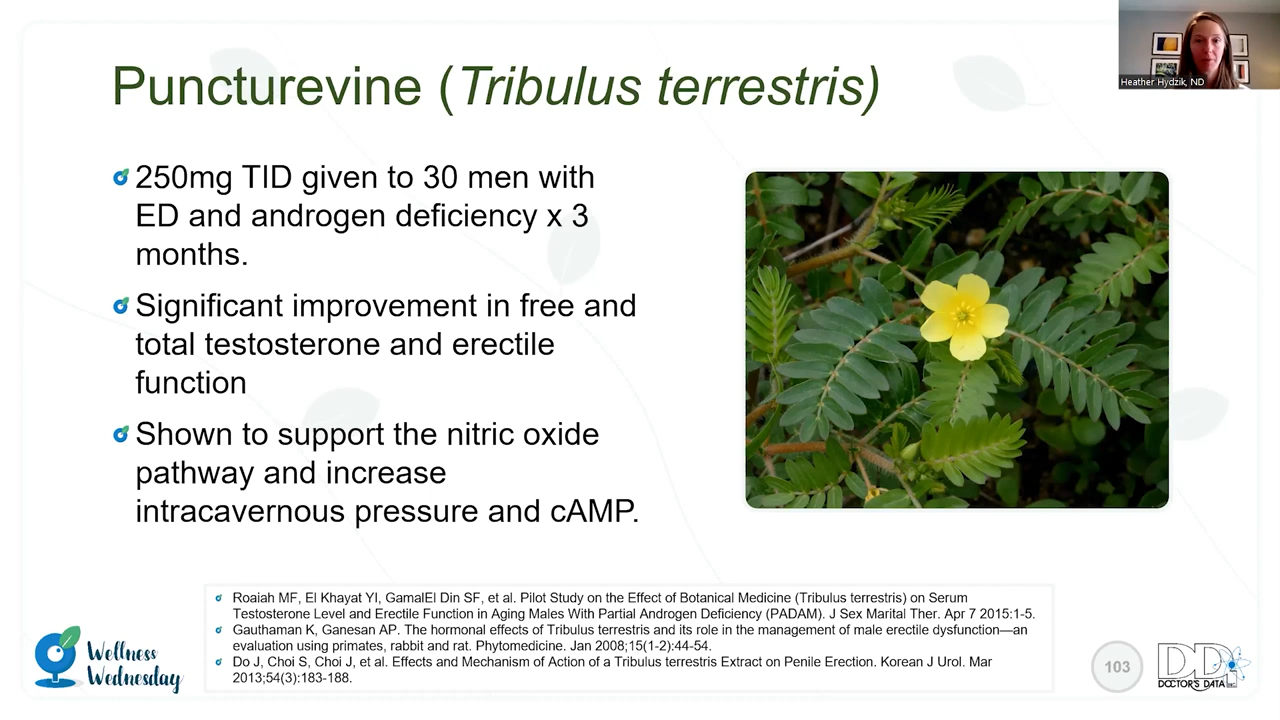 Heather Hydzik, ND
Puncturevine (Tribulus terrestris)
250mg TID given to 30 men with
ED and androgen deficiency x 3
months.
Significant improvement in free and
total testosterone and erectile
function
Shown to support the nitric oxide
pathway and increase
intracavernous pressure and cAMP.
Roaiah MF, El Khayat YI, GamalEl Din SF, et al. Pilot Study on the Effect of Botanical Medicine (Tribulus terrestris) on Serum
Testosterone Level and Erectile Function in Aging Males With Partial Androgen Deficiency (PADAM). J Sex Marital Ther. Apr 7 2015:1-5.
Gauthaman K, Ganesan AP. The hormonal effects of Tribulus terrestris and its role in the management of male erectile dysfunction—an
evaluation using primates, rabbit and rat. Phytomedicine. Jan 2008;15(1-2):44-54.
Do J, Choi S, Choi J, et al. Effects and Mechanism of Action of a Tribulus terrestris Extract on Penile Erection. Korean J Urol. Mar
2013;54(3):183-188.
Wellness
Wednesday
103
DDI
DOCTOR'S DATA INC.